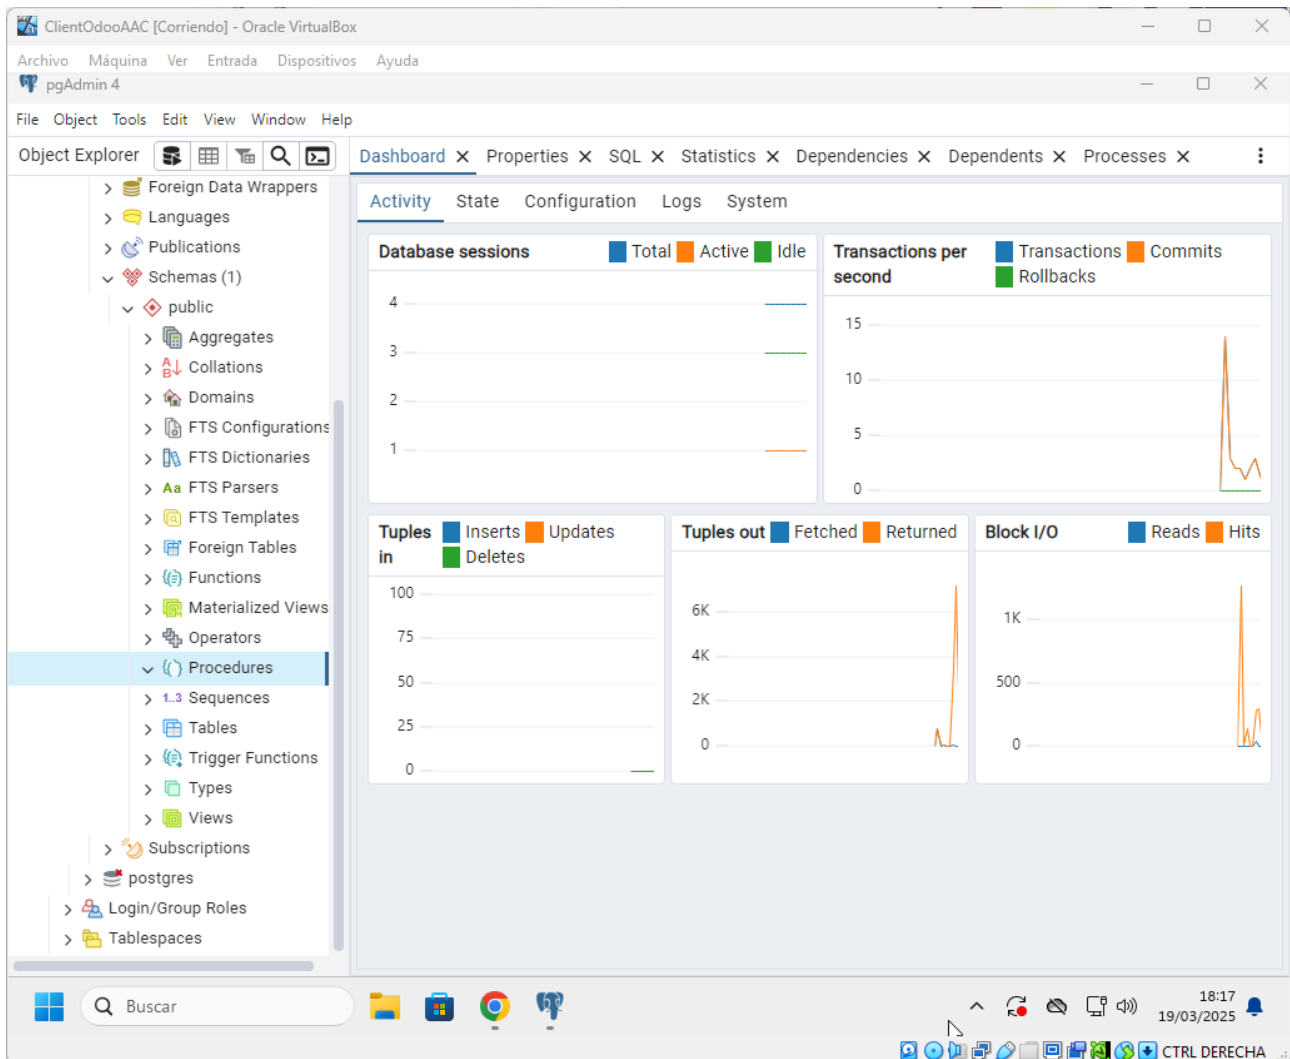 ClientOdooAAC [Corriendo] - Oracle VirtualBox
Archivo Máquina Ver Entrada Dispositivos Ayuda
pgAdmin 4
File Object Tools Edit View Window Help
Object Explorer
Dashboard Properties SQL Statistics Dependencies Dependents Processes
Foreign Data Wrappers
Languages
Publications
Schemas (1)
public
Aggregates
Collations
Domains
FTS Configurations
FTS Dictionaries
Aa FTS Parsers
FTS Templates
Foreign Tables
Functions
Materialized Views
Operators
Procedures
1..3 Sequences
Tables
Trigger Functions
Types
Views
Subscriptions
postgres
Login/Group Roles
Tablespaces
Activity State Configuration Logs System
Database sessions Total Active Idle
4
3
2
1
Transactions per second Transactions Commits Rollbacks
15
10
5
0
Tuples in Inserts Updates Deletes
100
75
50
25
0
Tuples out Fetched Returned
6K
4K
2K
0
Block I/O Reads Hits
1K
500
0
Buscar
18:17
19/03/2025
CTRL DERECHA